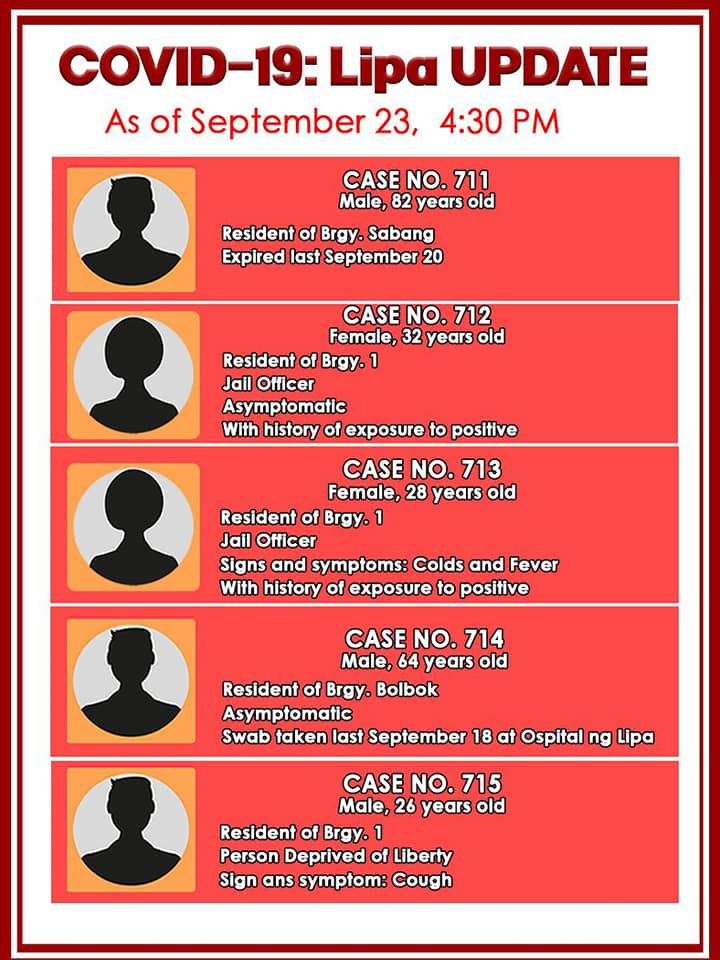 COVID-19: Lipa UPDATE
As of September 23, 4:30 PM
CASE NO. 711
Male, 82 years old
Resident of Brgy. Sabang
Expired last September 20
CASE NO. 712
Female, 32 years old
Resident of Brgy. 1
Jail Officer
Asymptomatic
With history of exposure to positive
CASE NO. 713
Female, 28 years old
Resident of Brgy. 1
Jail Officer
Signs and symptoms: Colds and Fever
With history of exposure to positive
CASE NO. 714
Male, 64 years old
Resident of Brgy. Bolbok
Asymptomatic
Swab taken last September 18 at Ospital ng Lipa
CASE NO. 715
Male, 26 years old
Resident of Brgy. 1
Person Deprived of Liberty
Sign ans symptom: Cough